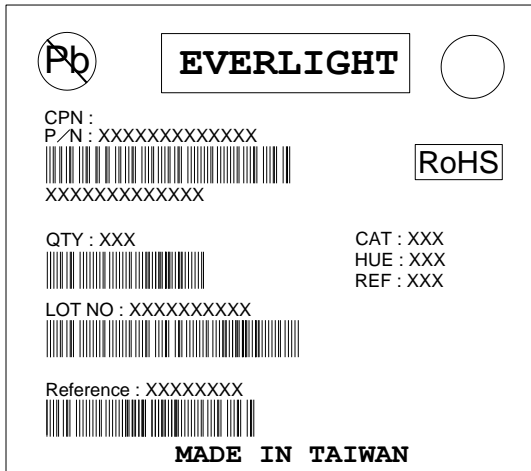 Pb
EVERLIGHT
CPN :
P/N : XXXXXXXXXXXXX
RoHS
XXXXXXXXXXXXX
QTY : XXX
CAT : XXX
HUE : XXX
REF : XXX
LOT NO : XXXXXXXXXX
Reference : XXXXXXXX
MADE IN TAIWAN